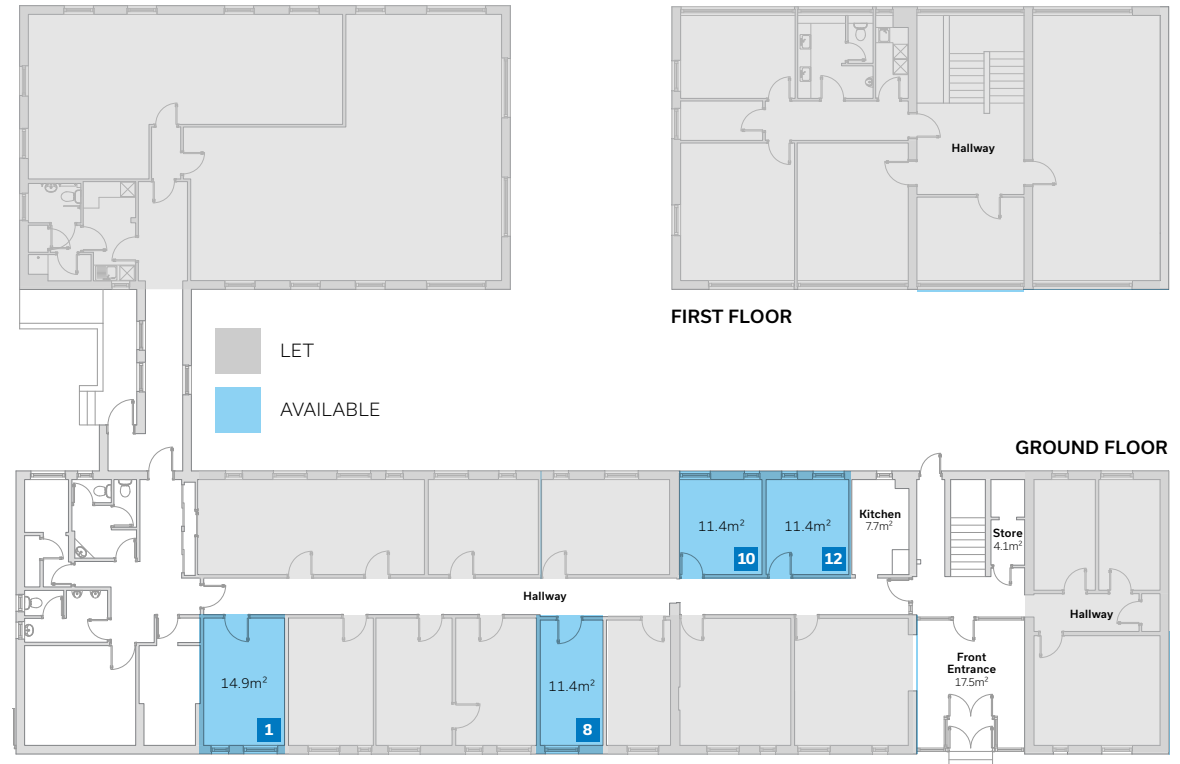 Hallway
FIRST FLOOR
LET
AVAILABLE
GROUND FLOOR
11.4m²
10
11.4m²
12
Kitchen
7.7m²
Store
4.1m²
Hallway
Hallway
14.9m²
1
11.4m²
8
Front
Entrance
17.5m²